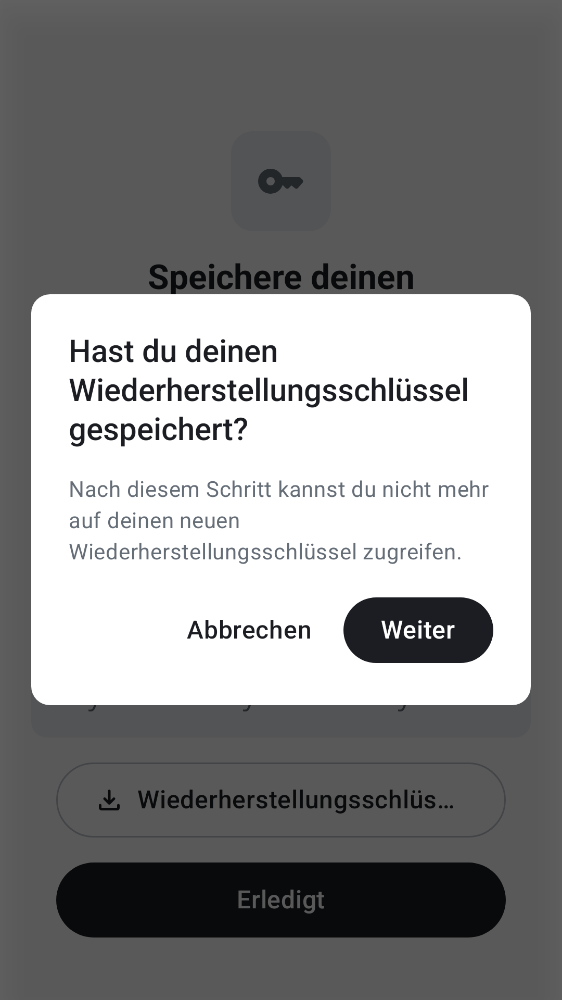 Speichere deinen
Hast du deinen
Wiederherstellungsschlüssel
gespeichert?
Nach diesem Schritt kannst du nicht mehr
auf deinen neuen
Wiederherstellungsschlüssel zugreifen.
Abbrechen
Weiter
Wiederherstellungsschlüs…
Erledigt